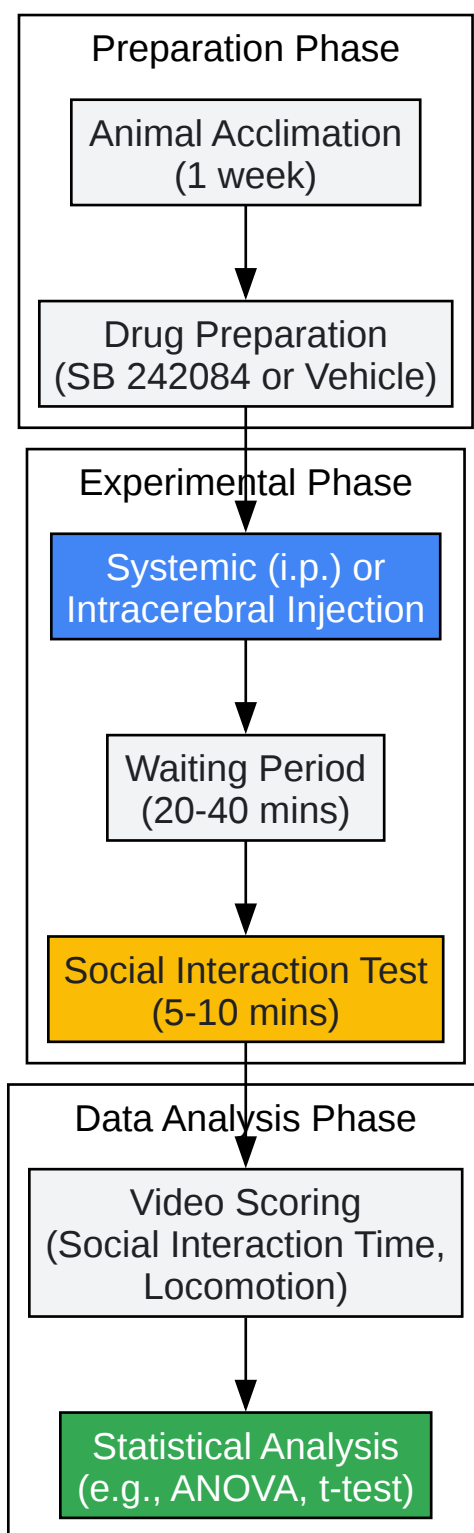 Preparation Phase
Animal Acclimation
(1 week)
Drug Preparation
(SB 242084 or Vehicle)
Experimental Phase
Systemic (i.p.) or
Intracerebral Injection
Waiting Period
(20-40 mins)
Social Interaction Test
(5-10 mins)
Data Analysis Phase
Video Scoring
(Social Interaction Time,
Locomotion)
Statistical Analysis
(e.g., ANOVA, t-test)